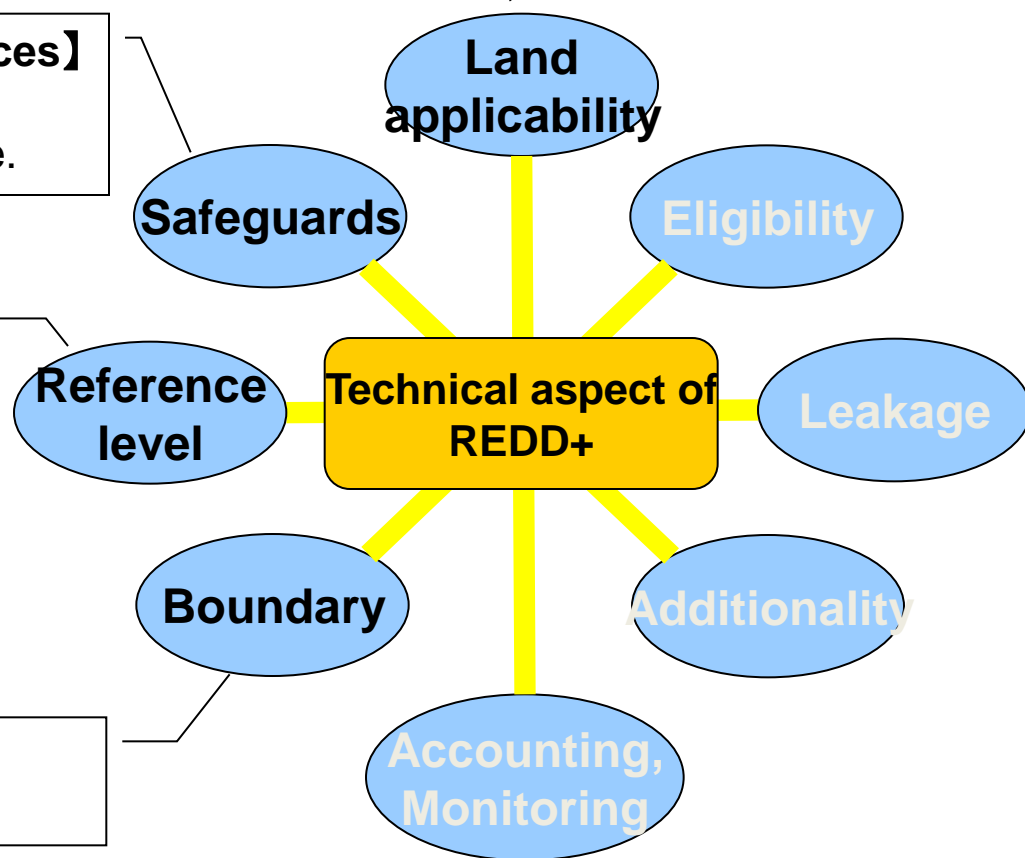 ces】
e.
Land
applicability
Safeguards
Eligibility
Reference
level
Technical aspect of
REDD+
Leakage
Boundary
Additionality
Accounting,
Monitoring